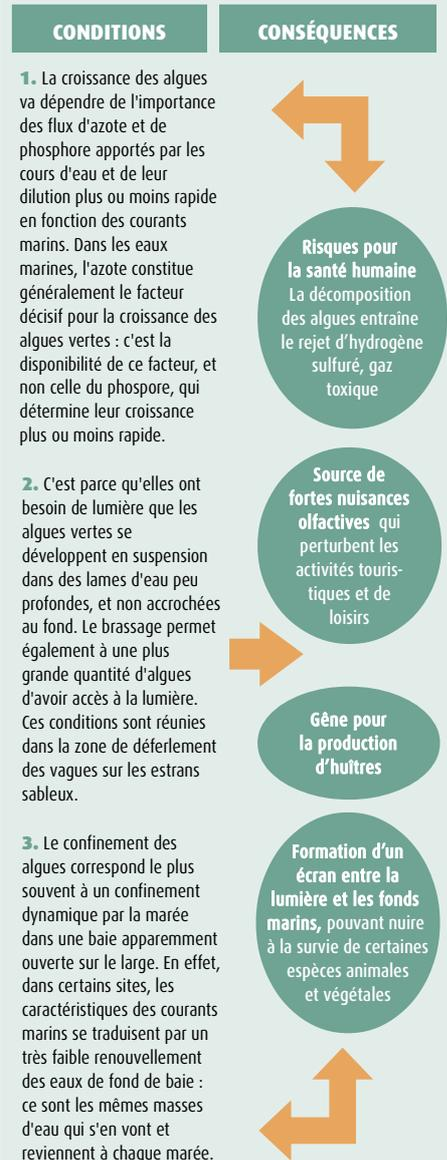 CONDITIONS
1. La croissance des algues
va dépendre de l'importance
des flux d'azote et de
phosphore apportés par les
cours d'eau et de leur
dilution plus ou moins rapide
en fonction des courants
marins. Dans les eaux
marines, l'azote constitue
généralement le facteur
décisif pour la croissance des
algues vertes : c'est la
disponibilité de ce facteur, et
non celle du phospore, qui
détermine leur croissance
plus ou moins rapide.
2. C'est parce qu'elles ont
besoin de lumière que les
algues vertes se
développent en suspension
dans des lames d'eau peu
profondes, et non accrochées
au fond. Le brassage permet
également à une plus
grande quantité d'algues
d'avoir accès à la lumière.
Ces conditions sont réunies
dans la zone de déferlement
des vagues sur les estrans
sableux.
3. Le confinement des
algues correspond le plus
souvent à un confinement
dynamique par la marée
dans une baie apparemment
ouverte sur le large. En effet,
dans certains sites, les
caractéristiques des courants
marins se traduisent par un
très faible renouvellement
des eaux de fond de baie :
ce sont les mêmes masses
d'eau qui s'en vont et
reviennent à chaque marée.
CONSÉQUENCES
Risques pour
la santé humaine
La décomposition
des algues entraîne
le rejet d'hydrogène
sulfuré, gaz
toxique
Source de
fortes nuisances
olfactives qui
perturbent les
activités touris-
tiques et de
loisirs
Gêne pour
la production
d'huîtres
Formation d'un
écran entre la
lumière et les fonds
marins, pouvant nuire
à la survie de certaines
espèces animales
et végétales